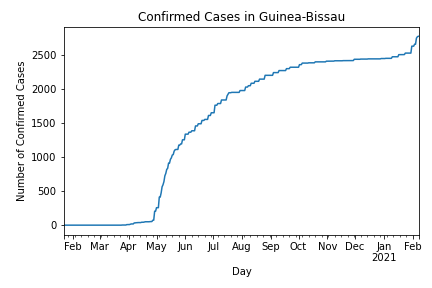 Confirmed Cases in Guinea-Bissau
Number of Confirmed Cases
2500
2000
1500
1000
500
0
Feb Mar Apr May Jun Jul Aug Sep Oct Nov Dec Jan Feb
2021
Day